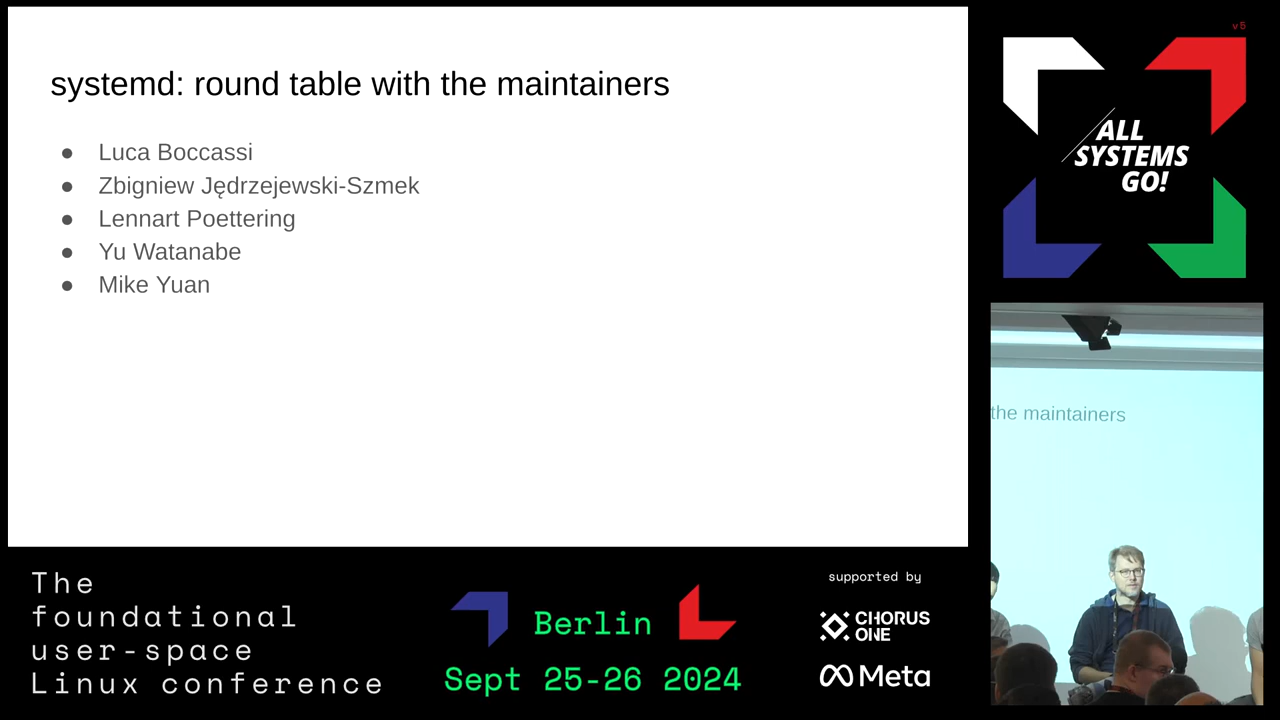 systemd: round table with the maintainers
● Luca Boccassi
● Zbigniew Jędrzejewski-Szmek
● Lennart Poettering
● Yu Watanabe
● Mike Yuan
v5
ALL
SYSTEMS
GO!
the maintainers
The
foundational
user-space
Linux conference
Berlin
Sept 25-26 2024
supported by
CHORUS
ONE
Meta